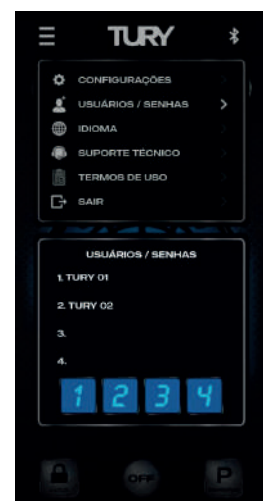 TURY
CONFIGURAÇÕES
USUÁRIOS / SENHAS
IDIOMA
SUPORTE TÉCNICO
TERMOS DE USO
SAIR
USUÁRIOS / SENHAS
1. TURY 01
2. TURY 02
3.
4.
1 2 3 4
OFF P